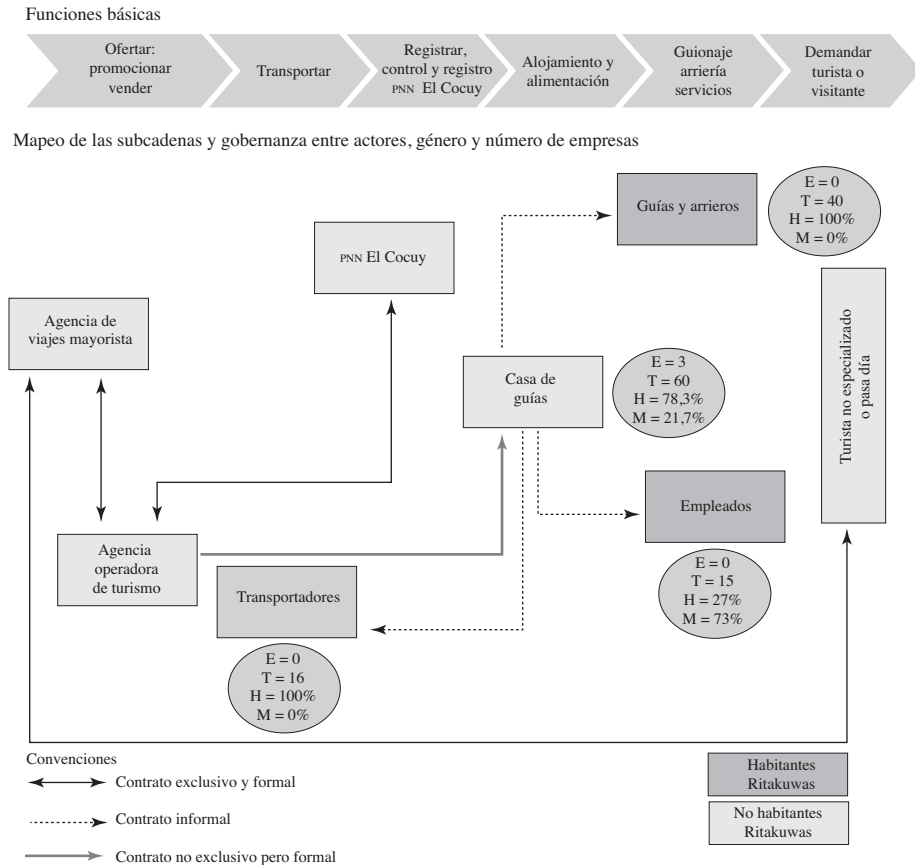 Funciones básicas
Ofertar:
promocionar
vender
Transportar
Registrar,
control y registro
PNN El Cocuy
Alojamiento y
alimentación
Guionaje
arriería
servicios
Demandar
turista o
visitante
Mapeo de las subcadenas y gobernanza entre actores, género y número de empresas
Guías y arrieros
E = 0
T = 40
H = 100%
M = 0%
PNN El Cocuy
Agencia de
viajes mayorista
Casa de
guías
E = 3
T = 60
H = 78,3%
M = 21,7%
Turista no especializado
o pasa día
Empleados
E = 0
T = 15
H = 27%
M = 73%
Agencia
operadora
de turismo
Transportadores
E = 0
T = 16
H = 100%
M = 0%
Convenciones
Contrato exclusivo y formal
Contrato informal
Contrato no exclusivo pero formal
Habitantes
Ritakuwas
No habitantes
Ritakuwas